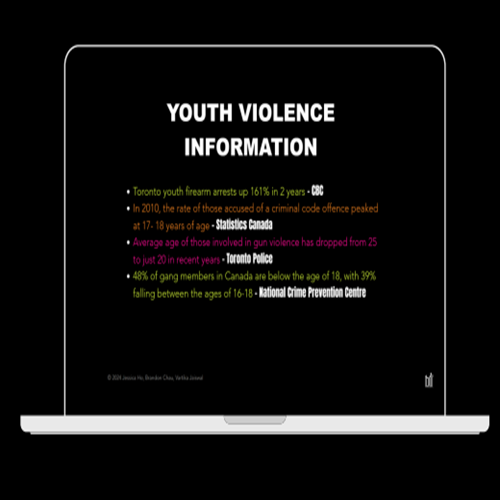 YOUTH VIOLENCE
INFORMATION
• Toronto youth firearm arrests up 161% in 2 years - CBC
• In 2010, the rate of those accused of a criminal code offence peaked
at 17- 18 years of age - Statistics Canada
• Average age of those involved in gun violence has dropped from 25
to just 20 in recent years - Toronto Police
• 48% of gang members in Canada are below the age of 18, with 39%
falling between the ages of 16-18 - National Crime Prevention Centre
© 2024 Jessica Ho, Brandon Chau, Vartika